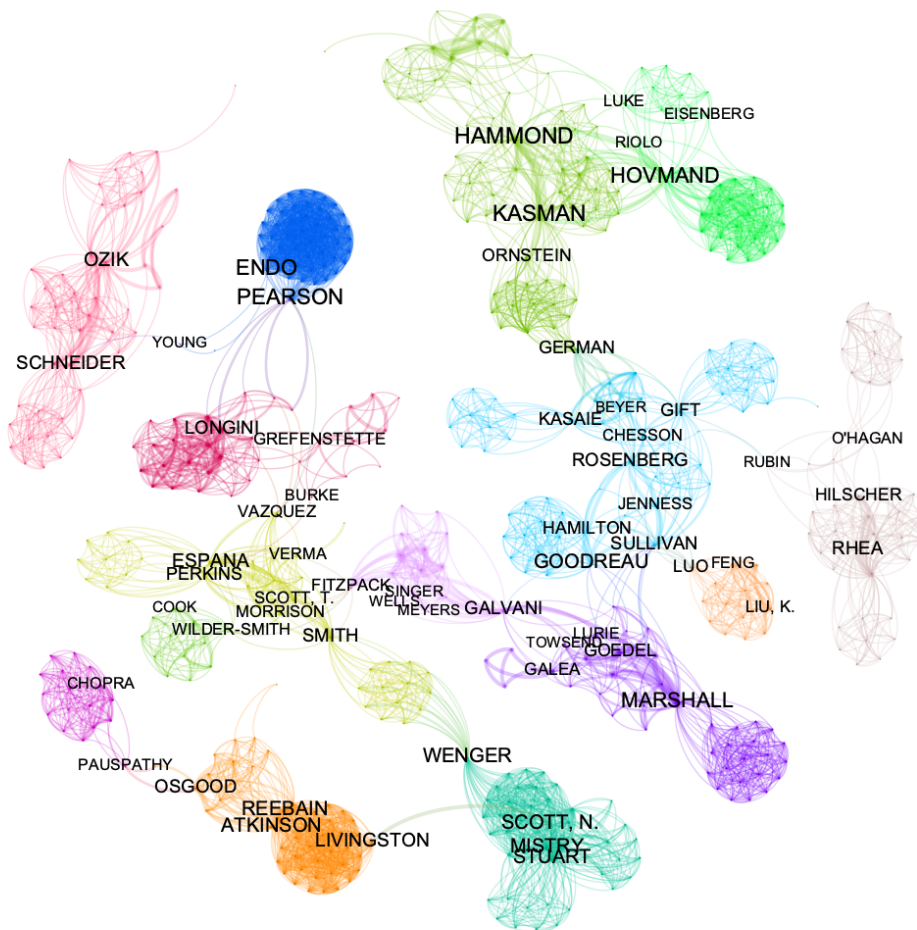 LUKE
EISENBERG
HAMMOND
RIOLO
HOVMAND
KASMAN
ORNSTEIN
OZIK
ENDO
PEARSON
YOUNG
SCHNEIDER
GERMAN
KASAIE
BEYER
GIFT
CHESSON
ROSENBERG
RUBIN
O'HAGAN
LONGINI
GREFENSTETTE
BURKE
VAZQUEZ
JENNESS
HILSCHER
HAMILTON
SULLIVAN
RHEA
GOODREAU
LUO
FENG
LIU, K.
ESPANA
PERKINS
VERMA
FITZPACK
SCOTT, T.
MORRISON
SINGER
WELLS
MEYERS
GALVANI
COOK
WILDER-SMITH
SMITH
LURIE
TOWSEND
GOEDEL
GALEA
MARSHALL
CHOPRA
PAUSPATHY
OSGOOD
WENGER
REEBAIN
ATKINSON
LIVINGSTON
SCOTT, N.
MISTRY
STUART